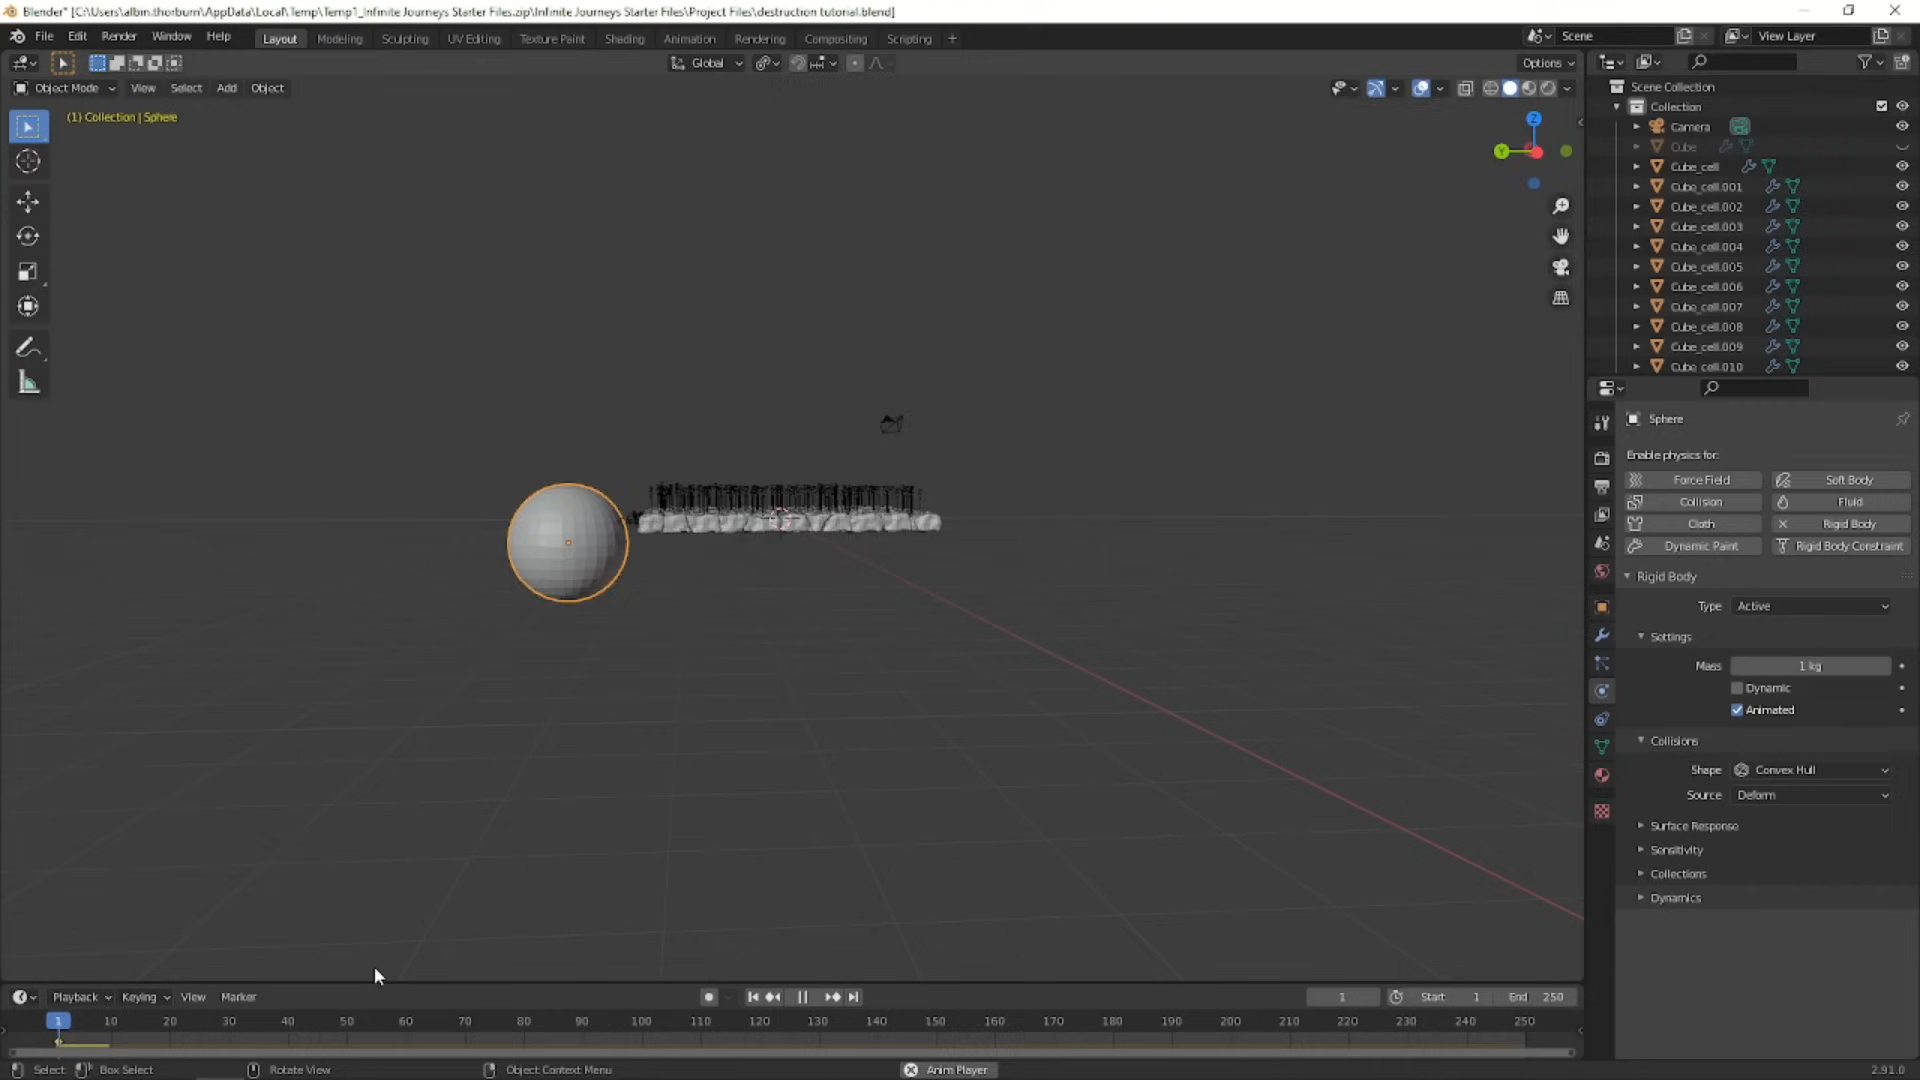 Blender* [C:\Users\albin.thorburn\AppData\Local\Temp\Temp1_Infinite Journeys Starter Files.zip\Infinite Journeys Starter Files\Project Files\destruction tutorial.blend]
File Edit Render Window Help Layout Modeling Sculpting UV Editing Texture Paint Shading Animation Rendering Compositing Scripting + Scene View Layer
Global Options
Object Mode View Select Add Object
(1) Collection | Sphere
Z
Y
Scene Collection
Collection
Camera
Cube
Cube_cell
Cube_cell.001
Cube_cell.002
Cube_cell.003
Cube_cell.004
Cube_cell.005
Cube_cell.006
Cube_cell.007
Cube_cell.008
Cube_cell.009
Cube_cell.010
Sphere
Enable physics for:
Force Field Soft Body
Collision Fluid
Cloth Rigid Body
Dynamic Paint Rigid Body Constraint
Rigid Body
Type Active
Settings
Mass 1 kg
Dynamic
Animated
Collisions
Shape Convex Hull
Source Deform
Surface Response
Sensitivity
Collections
Dynamics
Playback Keying View Marker 1 Start 1 End 250
1 10 20 30 40 50 60 70 80 90 100 110 120 130 140 150 160 170 180 190 200 210 220 230 240 250
Select Box Select Rotate View Object Context Menu Anim Player 2.91.0